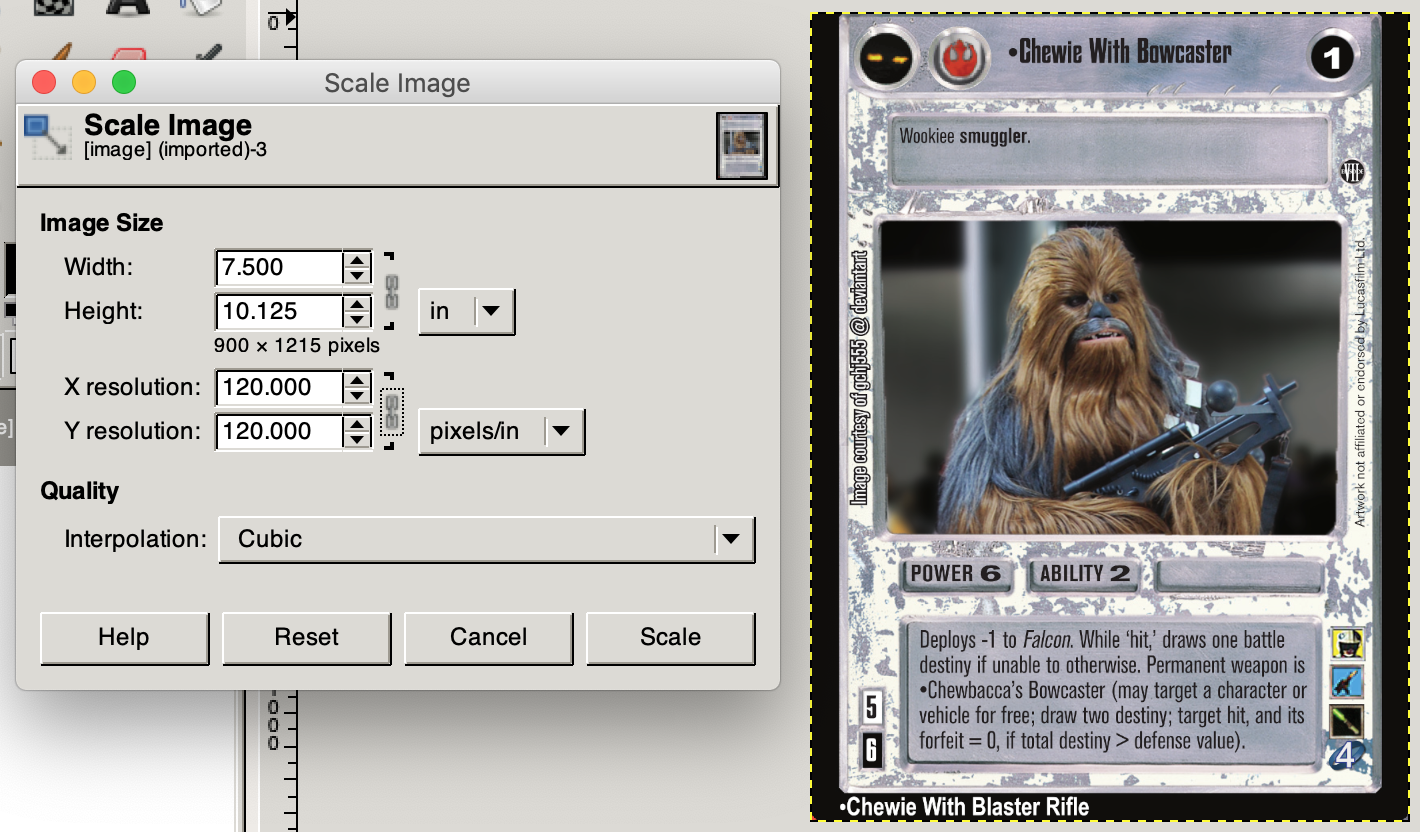 Scale Image
Scale Image
[image] (imported)-3
Image Size
Width:
7.500
Height:
10.125
in
900 × 1215 pixels
X resolution:
120.000
Y resolution:
120.000
pixels/in
Quality
Interpolation:
Cubic
Help
Reset
Cancel
Scale
0
0
0
e]
•Chewie With Bowcaster
1
Wookiee smuggler.
Image courtesy of gchj555 @ deviantart
Artwork not affiliated or endorsed by Lucasfilm Ltd.
POWER 6
ABILITY 2
Deploys -1 to Falcon. While ‘hit,’ draws one battle
destiny if unable to otherwise. Permanent weapon is
•Chewbacca’s Bowcaster (may target a character or
vehicle for free; draw two destiny; target hit, and its
forfeit = 0, if total destiny > defense value).
5
6
4
•Chewie With Blaster Rifle